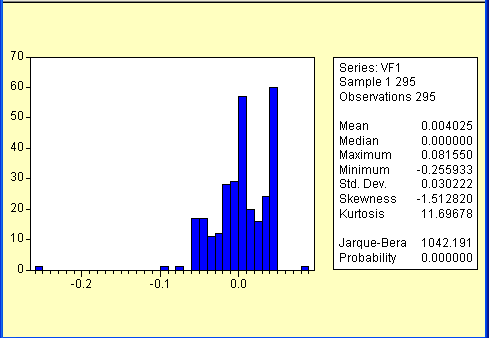 70
60
50
40
30
20
10
0
-0.2 -0.1 0.0
Series: VF1
Sample 1 295
Observations 295
Mean 0.004025
Median 0.000000
Maximum 0.081550
Minimum -0.255933
Std. Dev. 0.030222
Skewness -1.512820
Kurtosis 11.69678
Jarque-Bera 1042.191
Probability 0.000000